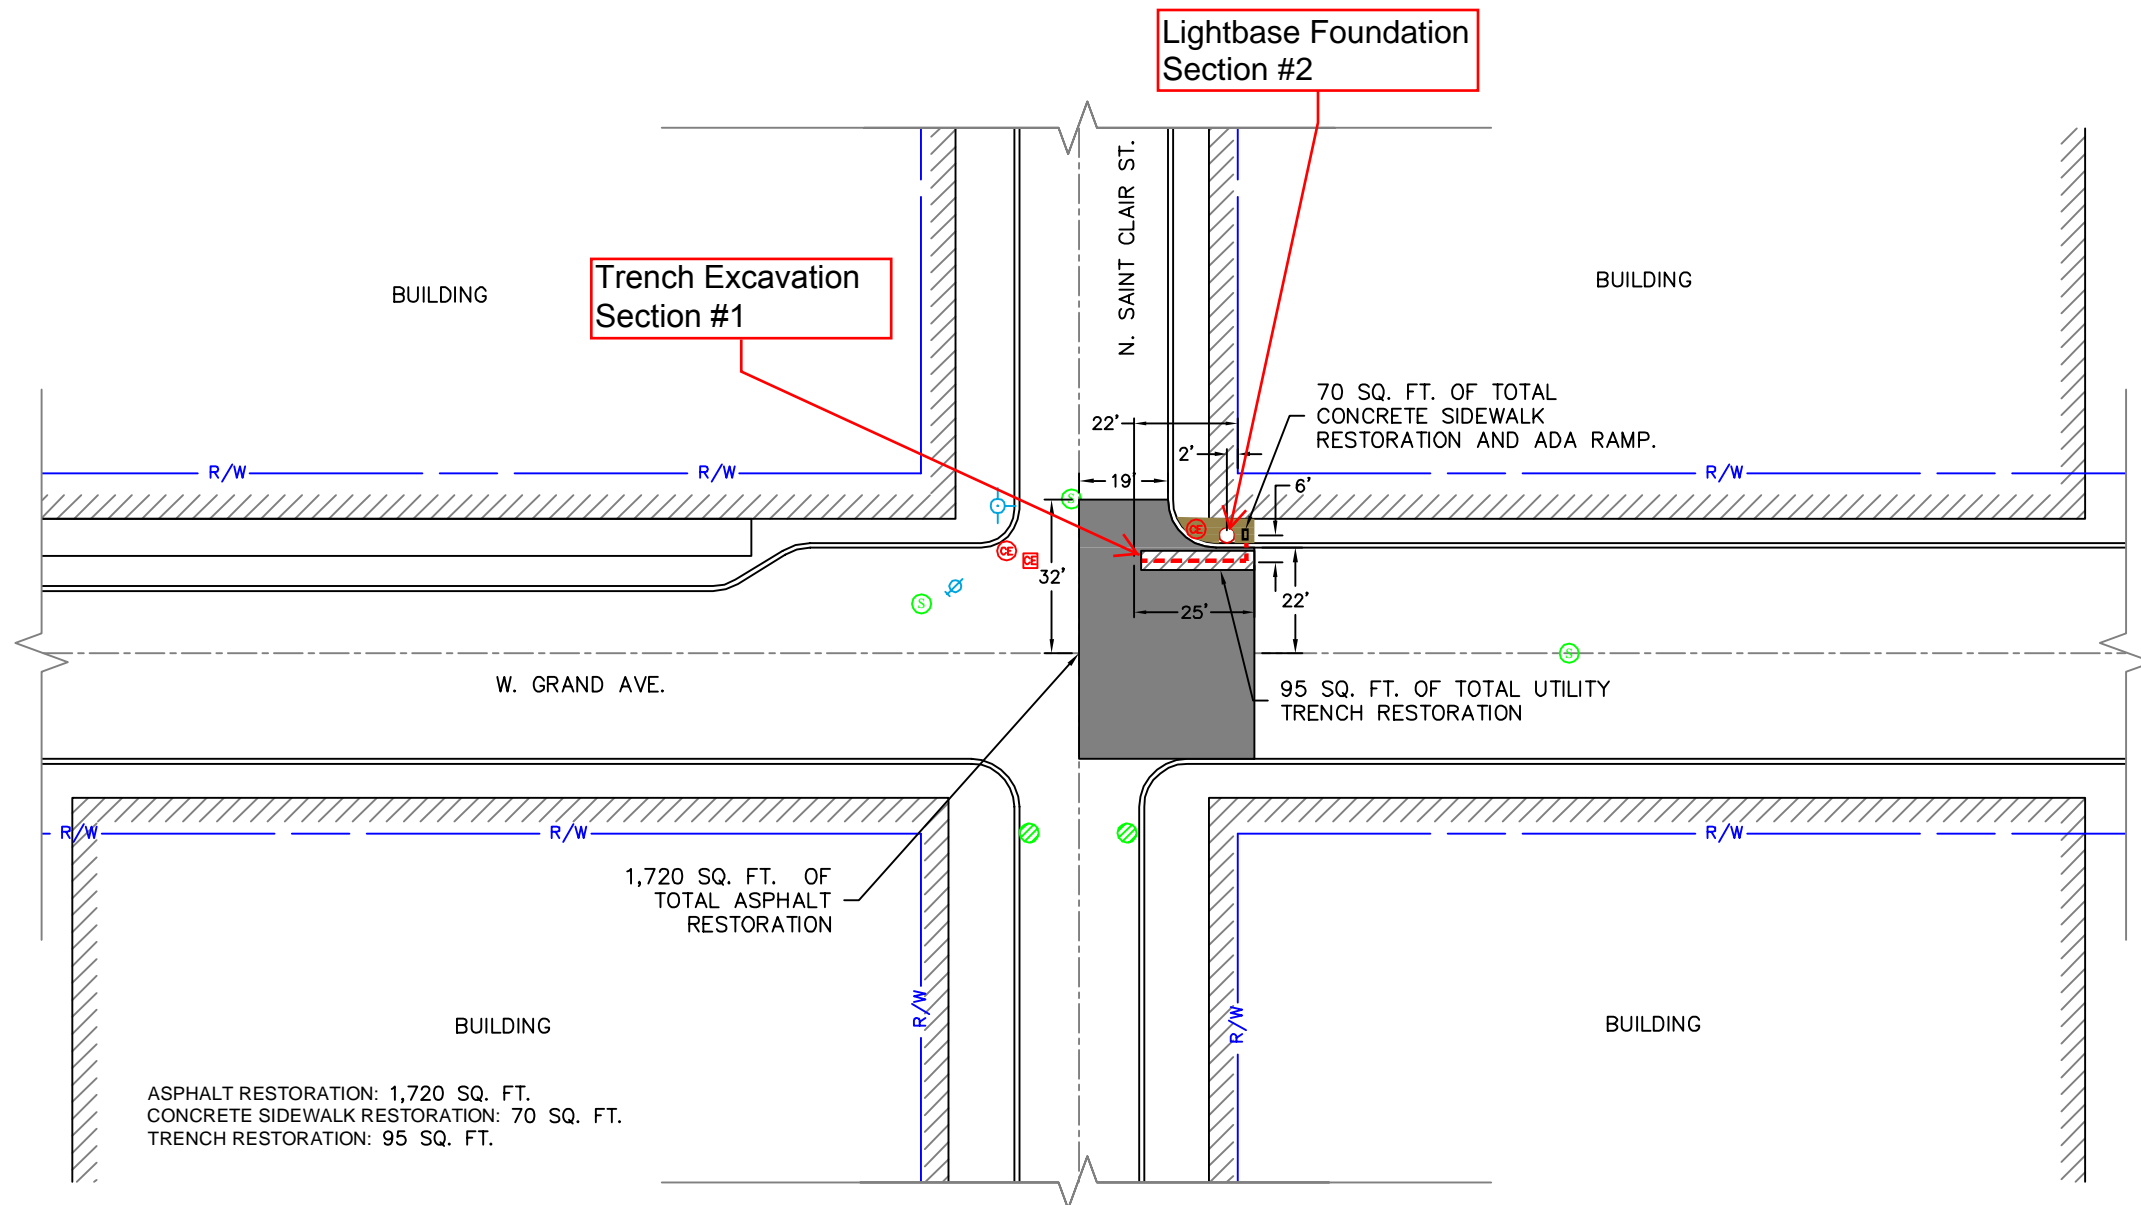 Lightbase Foundation
Section #2
N. SAINT CLAIR ST.
Trench Excavation
Section #1
BUILDING
BUILDING
70 SQ. FT. OF TOTAL
CONCRETE SIDEWALK
RESTORATION AND ADA RAMP.
22'
2'
19'
6'
R/W
R/W
R/W
S
CE
CE
CE
32'
S
25'
22'
S
W. GRAND AVE.
95 SQ. FT. OF TOTAL UTILITY
TRENCH RESTORATION
R/W
R/W
R/W
1,720 SQ. FT. OF
TOTAL ASPHALT
RESTORATION
R/W
R/W
BUILDING
BUILDING
ASPHALT RESTORATION: 1,720 SQ. FT.
CONCRETE SIDEWALK RESTORATION: 70 SQ. FT.
TRENCH RESTORATION: 95 SQ. FT.